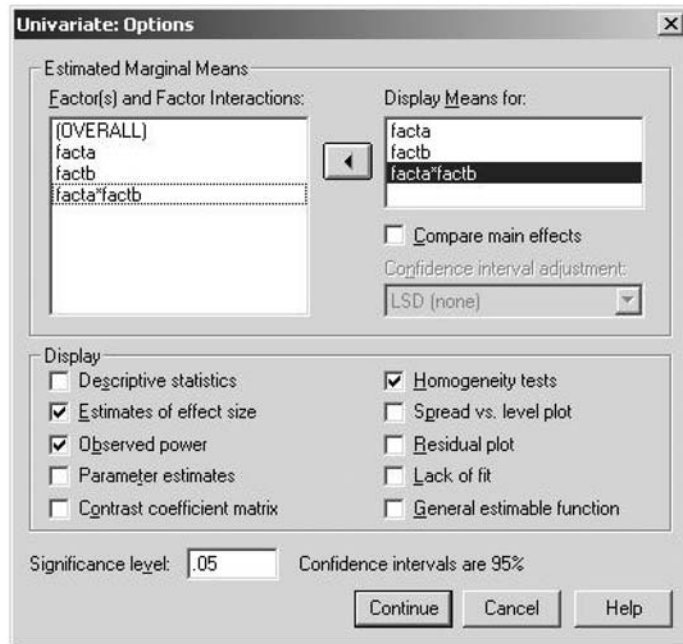 Univariate: Options
Estimated Marginal Means
Factor(s) and Factor Interactions:
(OVERALL)
facta
factb
facta*factb
Display Means for:
facta
factb
facta*factb
Compare main effects
Confidence interval adjustment:
LSD (none)
Display
Descriptive statistics
Estimates of effect size
Observed power
Parameter estimates
Contrast coefficient matrix
Homogeneity tests
Spread vs. level plot
Residual plot
Lack of fit
General estimable function
Significance level: .05 Confidence intervals are 95%
Continue Cancel Help